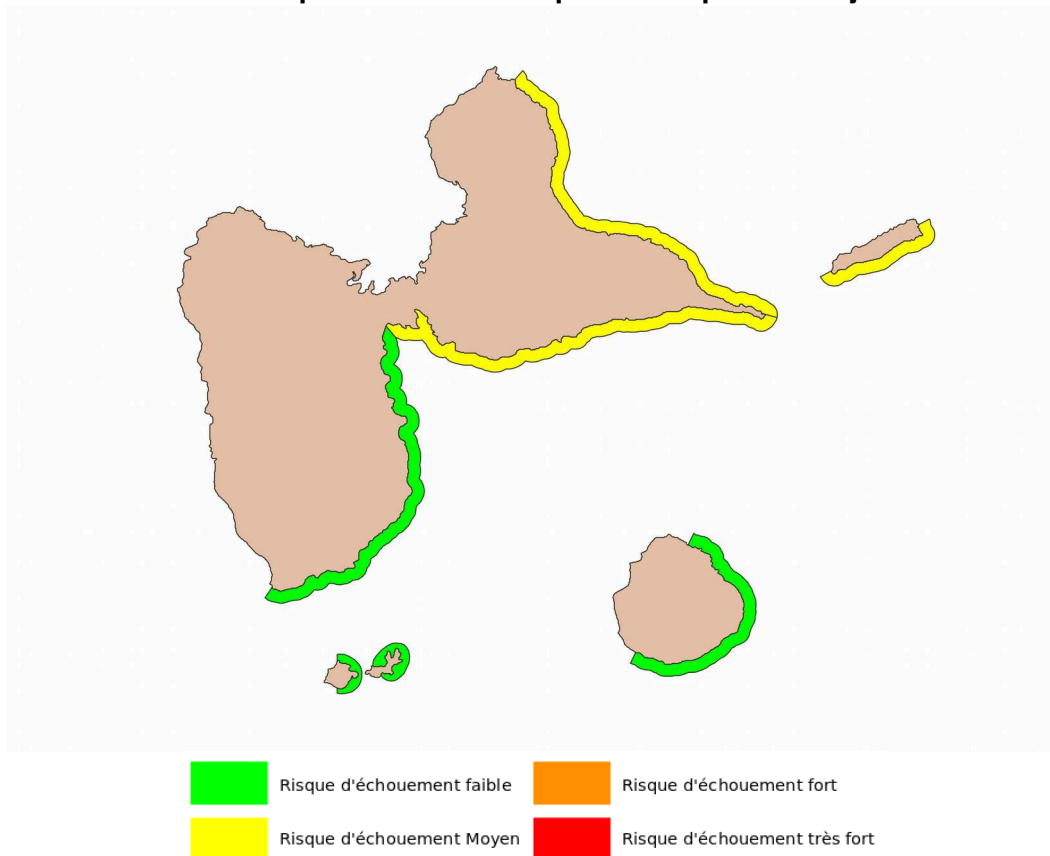 Risque d'échouement faible
Risque d'échouement fort
Risque d'échouement Moyen
Risque d'échouement très fort